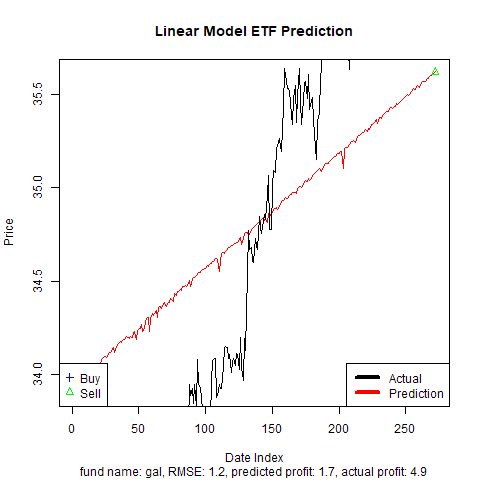 Linear Model ETF Prediction
Price
35.5
35.0
34.5
34.0
Buy
Sell
Actual
Prediction
0 50 100 150 200 250
Date Index
fund name: gal, RMSE: 1.2, predicted profit: 1.7, actual profit: 4.9